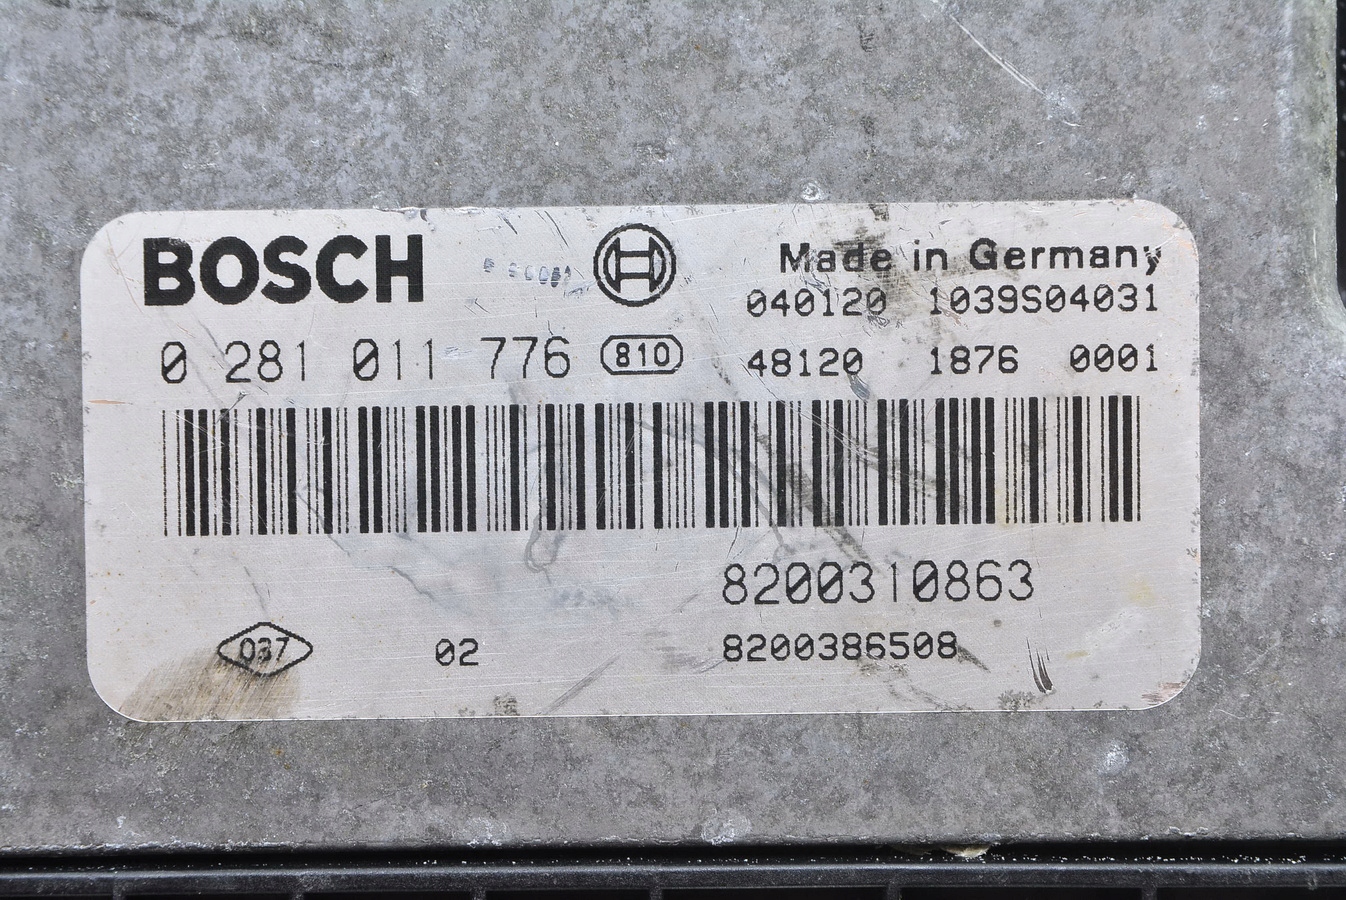 BOSCH
Made in Germany
040120 1039S04031
0 281 011 776 810
48120 1876 0001
8200310863
037 02 8200386508